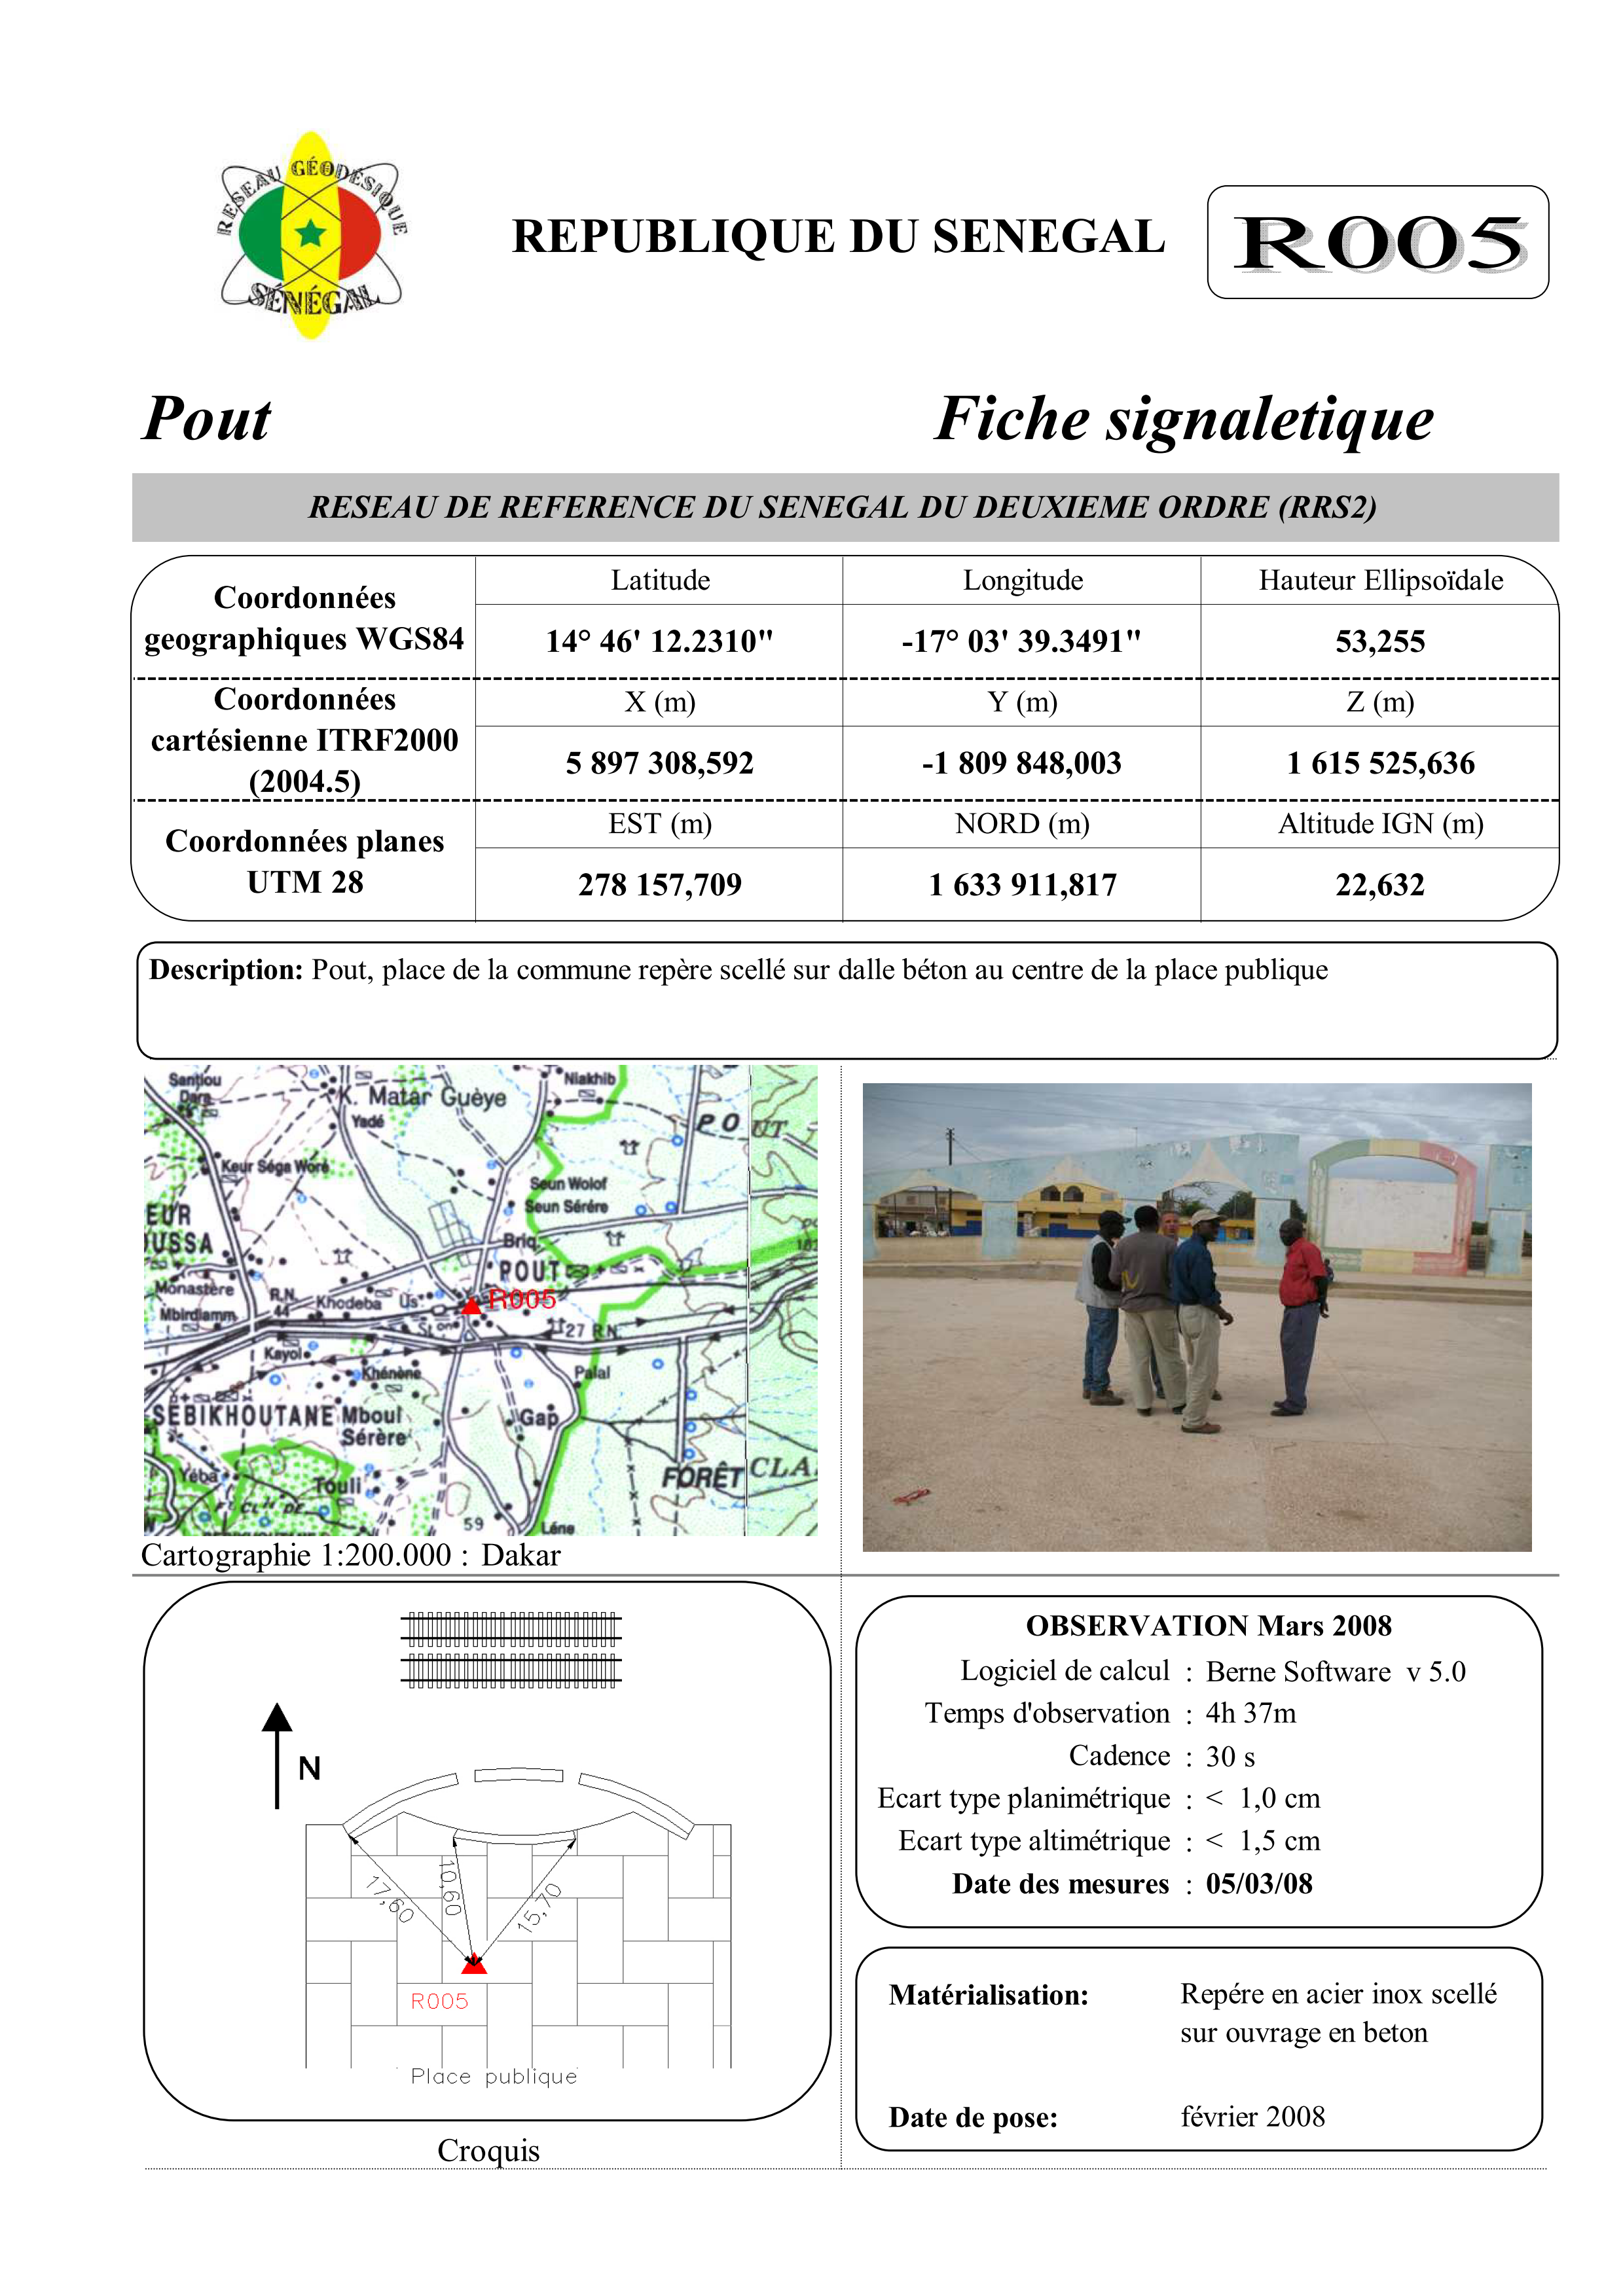 RESEAU GÉODÉSIQUE
SÉNÉGAL
REPUBLIQUE DU SENEGAL
R005
Pout
Fiche signaletique
RESEAU DE REFERENCE DU SENEGAL DU DEUXIEME ORDRE (RRS2)
Coordonnées geographiques WGS84
Latitude Longitude Hauteur Ellipsoïdale
14° 46' 12.2310" -17° 03' 39.3491" 53,255
Coordonnées cartésienne ITRF2000 (2004.5)
X (m) Y (m) Z (m)
5 897 308,592 -1 809 848,003 1 615 525,636
Coordonnées planes UTM 28
EST (m) NORD (m) Altitude IGN (m)
278 157,709 1 633 911,817 22,632
Description: Pout, place de la commune repère scellé sur dalle béton au centre de la place publique
Santiou
Dara
K. Matar Guèye
Niakhib
Yadé
POUT
Keur Séga Woré
Seun Wolof
Seun Sérère
EUR
USSA
Briq.
POUT
Monastère
R.N.
Khodeba
Us.
R005
Mbirdiamm
44
27 R.N.
Kayol
Khénène
Palal
SÉBIKHOUTANE
Mboul
Sérère
Gap
Yéba
Touli
FORÊT CLA
59
Léne
Cartographie 1:200.000 : Dakar
N
17,60
10,60
15,70
R005
Place publique
Croquis
OBSERVATION Mars 2008
Logiciel de calcul : Berne Software v 5.0
Temps d'observation : 4h 37m
Cadence : 30 s
Ecart type planimétrique : < 1,0 cm
Ecart type altimétrique : < 1,5 cm
Date des mesures : 05/03/08
Matérialisation: Repére en acier inox scellé
sur ouvrage en beton
Date de pose: février 2008